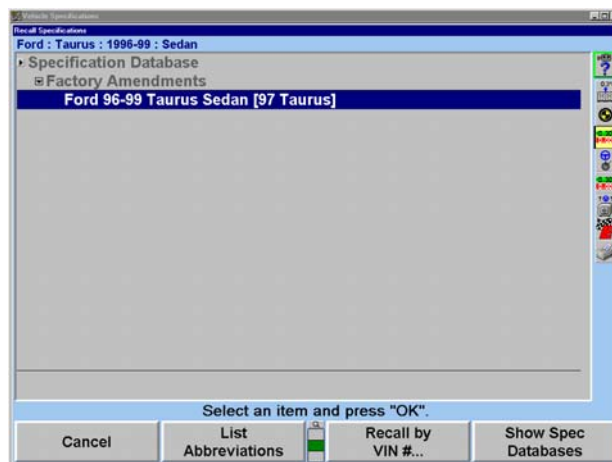 Vehicle Specifications
Recall Specifications
Ford : Taurus : 1996-99 : Sedan
Specification Database
Factory Amendments
Ford 96-99 Taurus Sedan [97 Taurus]
Select an item and press "OK".
Cancel
List
Abbreviations
Recall by
VIN #...
Show Spec
Databases